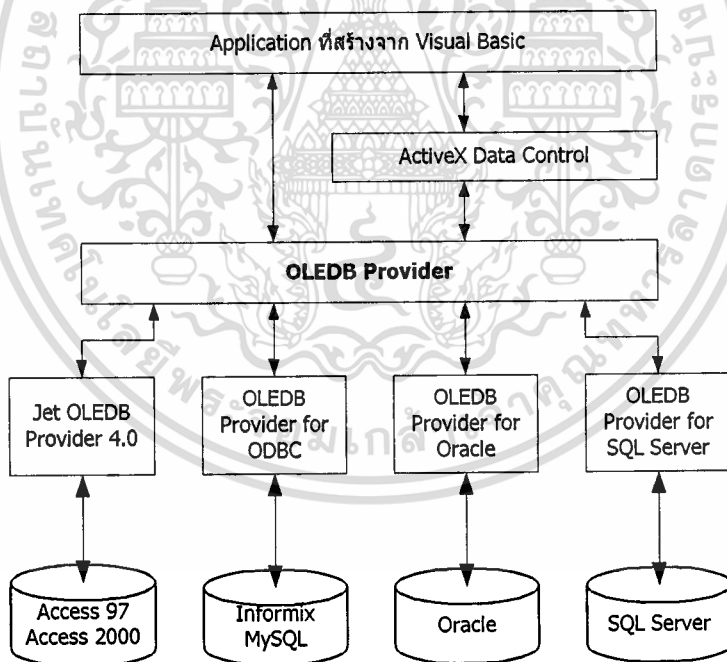 Application ที่สร้างจาก Visual Basic
ActiveX Data Control
OLEDB Provider
Jet OLEDB
Provider 4.0
OLEDB
Provider for
ODBC
OLEDB
Provider for
Oracle
OLEDB
Provider for
SQL Server
Access 97
Access 2000
Informix
MySQL
Oracle
SQL Server